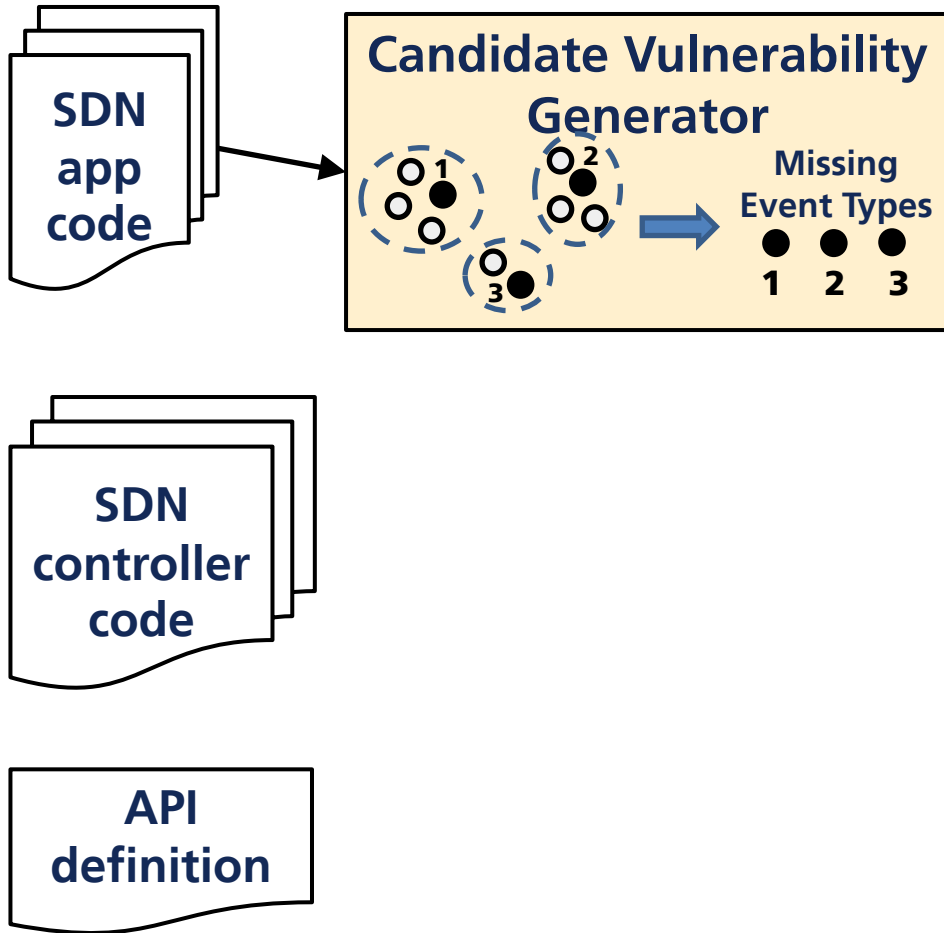 SDN
app
code
Candidate Vulnerability
Generator
1
2
3
Missing
Event Types
1 2 3
SDN
controller
code
API
definition